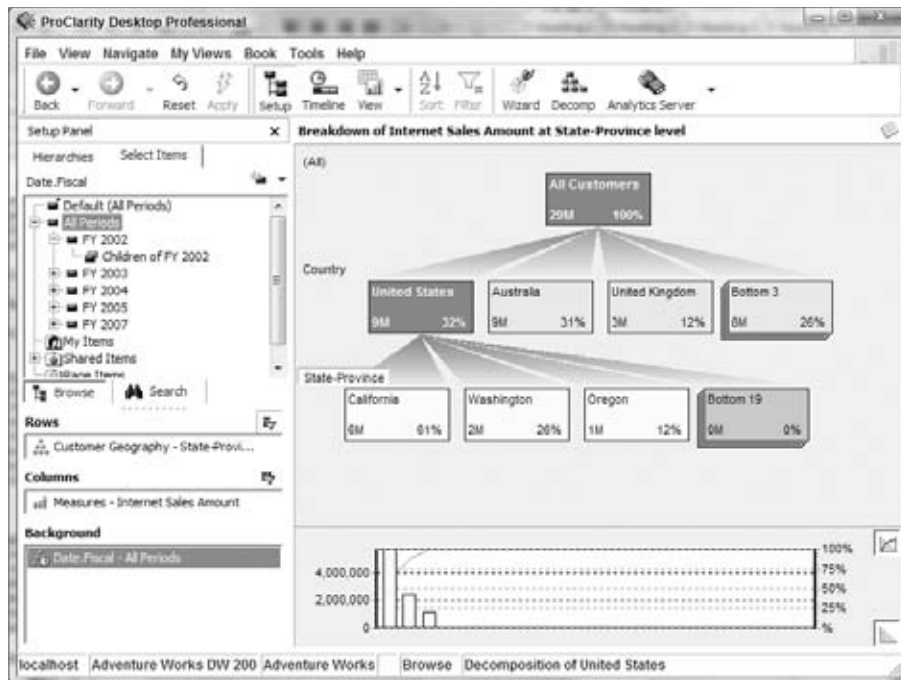 ProClarity Desktop Professional
File View Navigate My Views Book Tools Help
Back Forward Reset Apply Setup Timeline View Sort Filter Wizard Decomp Analytics Server
Setup Panel x
Hierarchies Select Items
Date.Fiscal
Default (All Periods)
All Periods
FY 2002
Children of FY 2002
FY 2003
FY 2004
FY 2005
FY 2007
My Items
Shared Items
Browse Search
Rows
Customer Geography - State-Provi...
Columns
Measures - Internet Sales Amount
Background
Date.Fiscal - All Periods
Breakdown of Internet Sales Amount at State-Province level
(All)
All Customers
29M 100%
Country
United States
9M 32%
Australia
9M 31%
United Kingdom
3M 12%
Bottom 3
8M 26%
State-Province
California
6M 61%
Washington
2M 26%
Oregon
1M 12%
Bottom 19
0M 0%
4,000,000
2,000,000
0
100%
75%
50%
25%
%
localhost Adventure Works DW 200 Adventure Works Browse Decomposition of United States